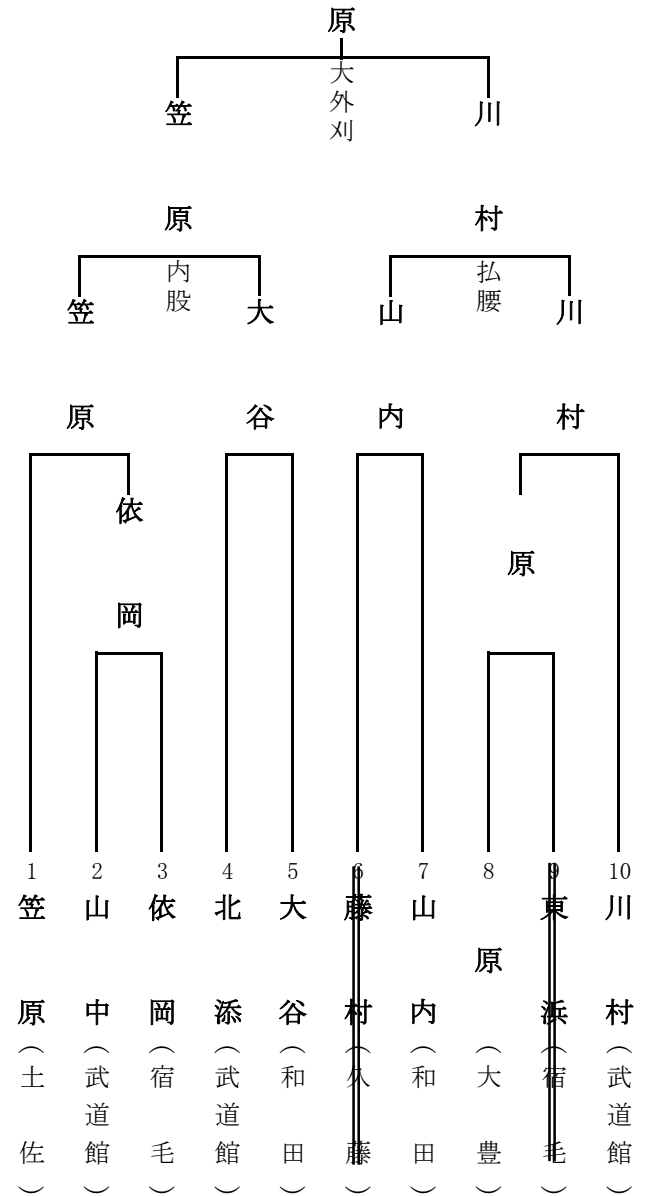 原
大外刈
笠原
川村
内股
払腰
笠原
大谷
山内
川村
依岡
原
1 笠原（土佐）
2 山中（武道館）
3 依岡（宿毛）
4 北添（武道館）
5 大谷（和田）
6 藤村（久藤）
7 山内（和田）
8 原（大豊）
9 東浜（宿毛）
10 川村（武道館）